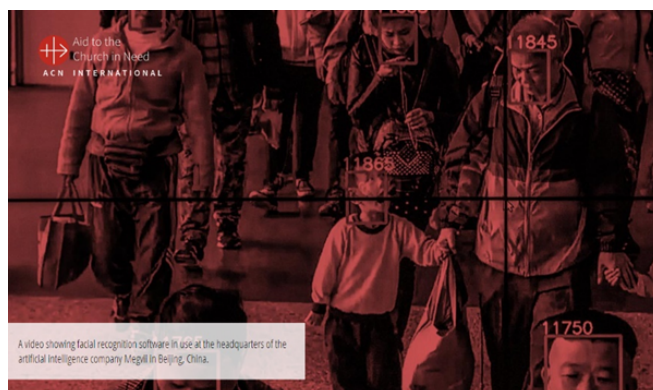 Aid to the
Church in Need
ACN INTERNATIONAL
1845
11865
11750
A video showing facial recognition software in use at the headquarters of the
artificial intelligence company Megvii in Beijing, China.